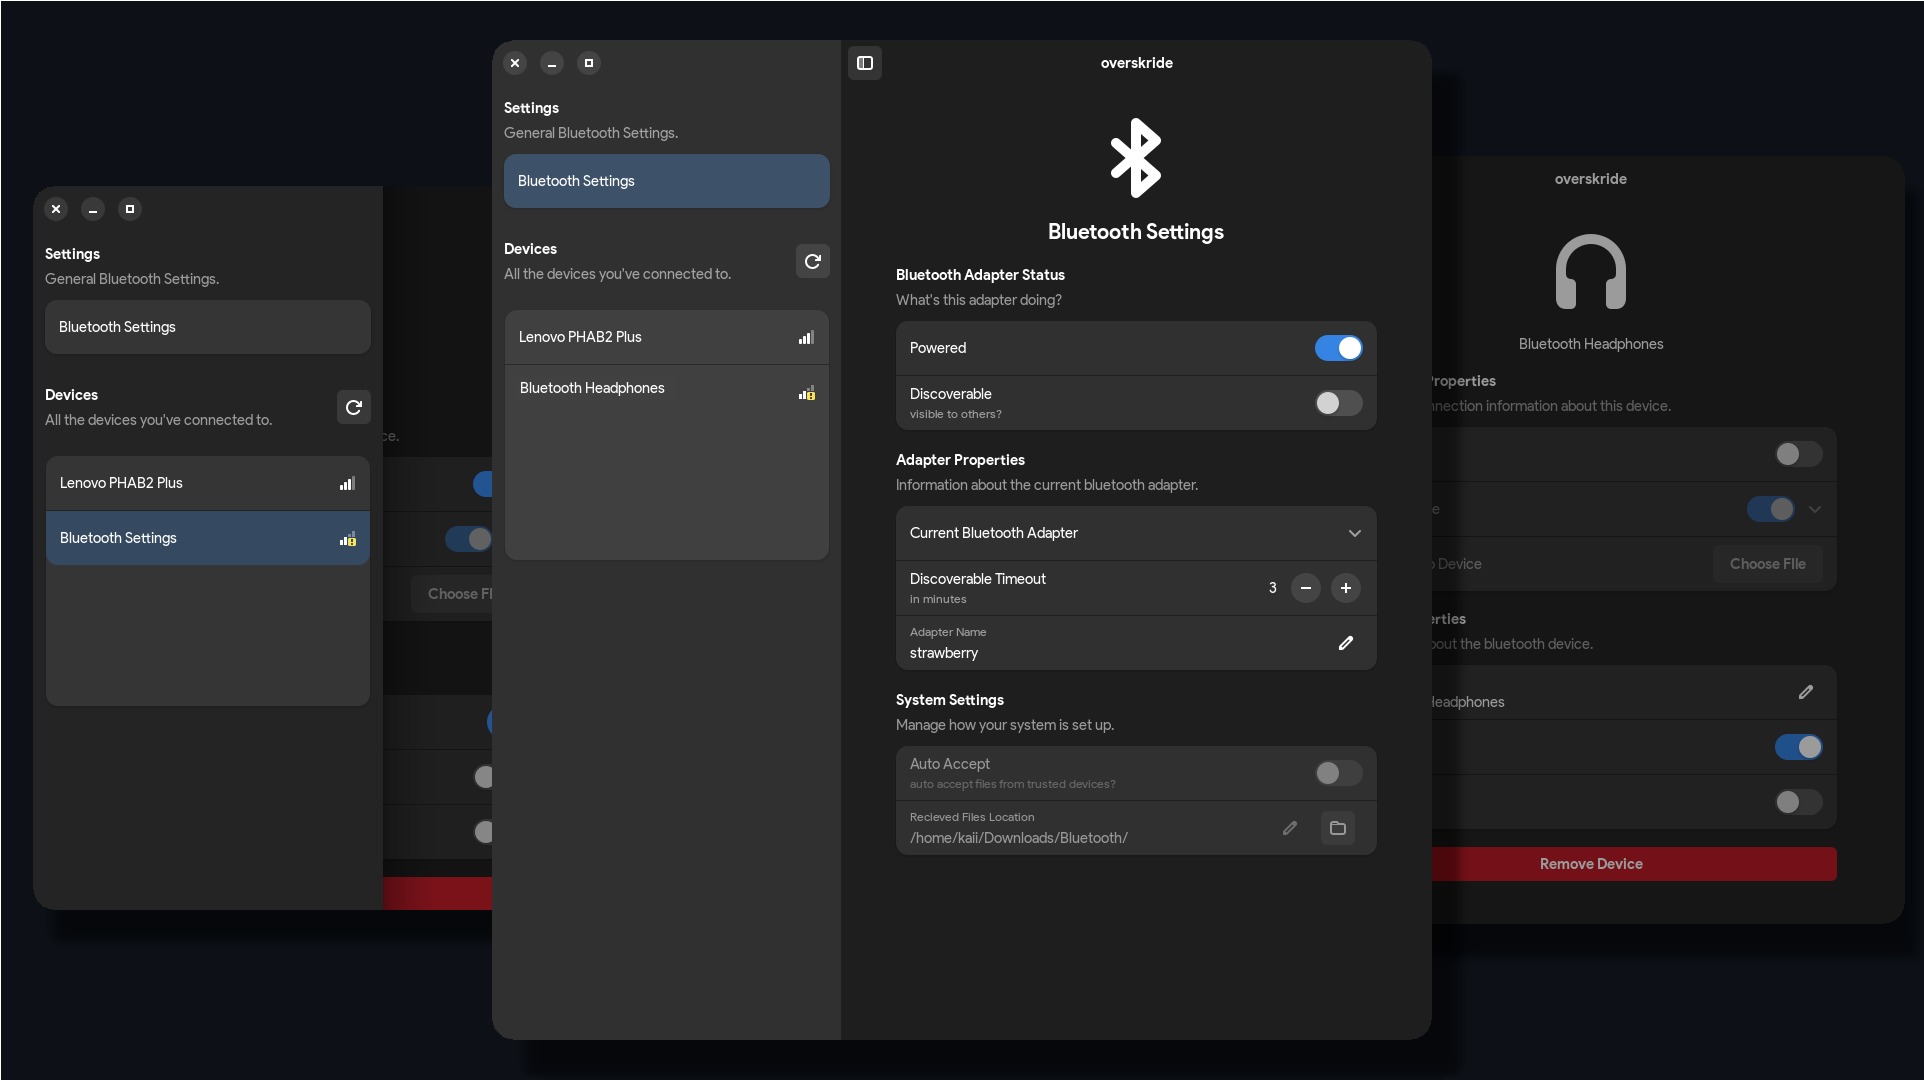 Settings
General Bluetooth Settings.
Bluetooth Settings
Devices
All the devices you've connected to.
Lenovo PHAB2 Plus
Bluetooth Settings
ce.
Choose
overskride
Settings
General Bluetooth Settings.
Bluetooth Settings
Devices
All the devices you've connected to.
Lenovo PHAB2 Plus
Bluetooth Headphones
Bluetooth Settings
Bluetooth Adapter Status
What's this adapter doing?
Powered
Discoverable
visible to others?
Adapter Properties
Information about the current bluetooth adapter.
Current Bluetooth Adapter
Discoverable Timeout
in minutes
3
Adapter Name
strawberry
System Settings
Manage how your system is set up.
Auto Accept
auto accept files from trusted devices?
Recieved Files Location
/home/kaii/Downloads/Bluetooth/
overskride
Bluetooth Headphones
Properties
nnection information about this device.
e
Device
Choose FIle
erties
bout the bluetooth device.
Headphones
Remove Device